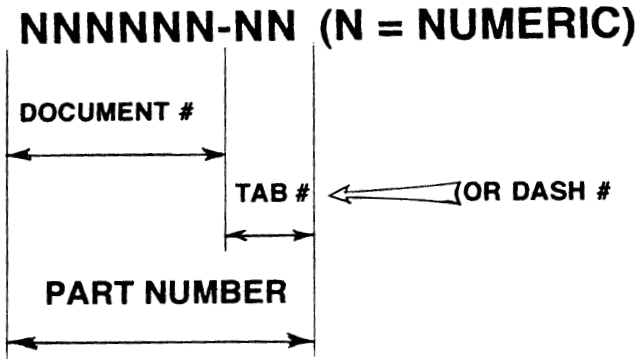 NNNNNN-NN (N = NUMERIC)
DOCUMENT #
TAB #
OR DASH #
PART NUMBER